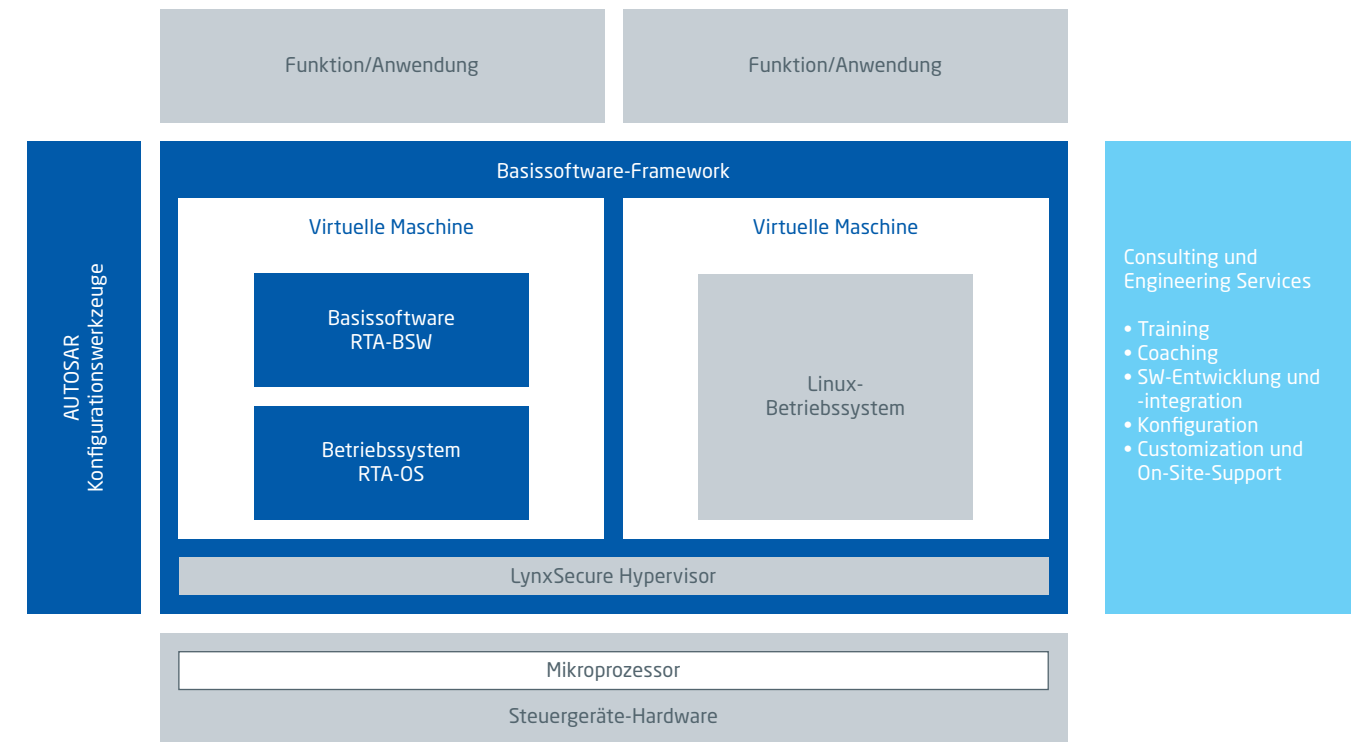 Funktion/Anwendung
Funktion/Anwendung
AUTOSAR
Konfigurationswerkzeuge
Basissoftware-Framework
Virtuelle Maschine
Basissoftware
RTA-BSW
Betriebssystem
RTA-OS
Virtuelle Maschine
Linux-
Betriebssystem
LynxSecure Hypervisor
Consulting und
Engineering Services
• Training
• Coaching
• SW-Entwicklung und
-integration
• Konfiguration
• Customization und
On-Site-Support
Mikroprozessor
Steuergeräte-Hardware